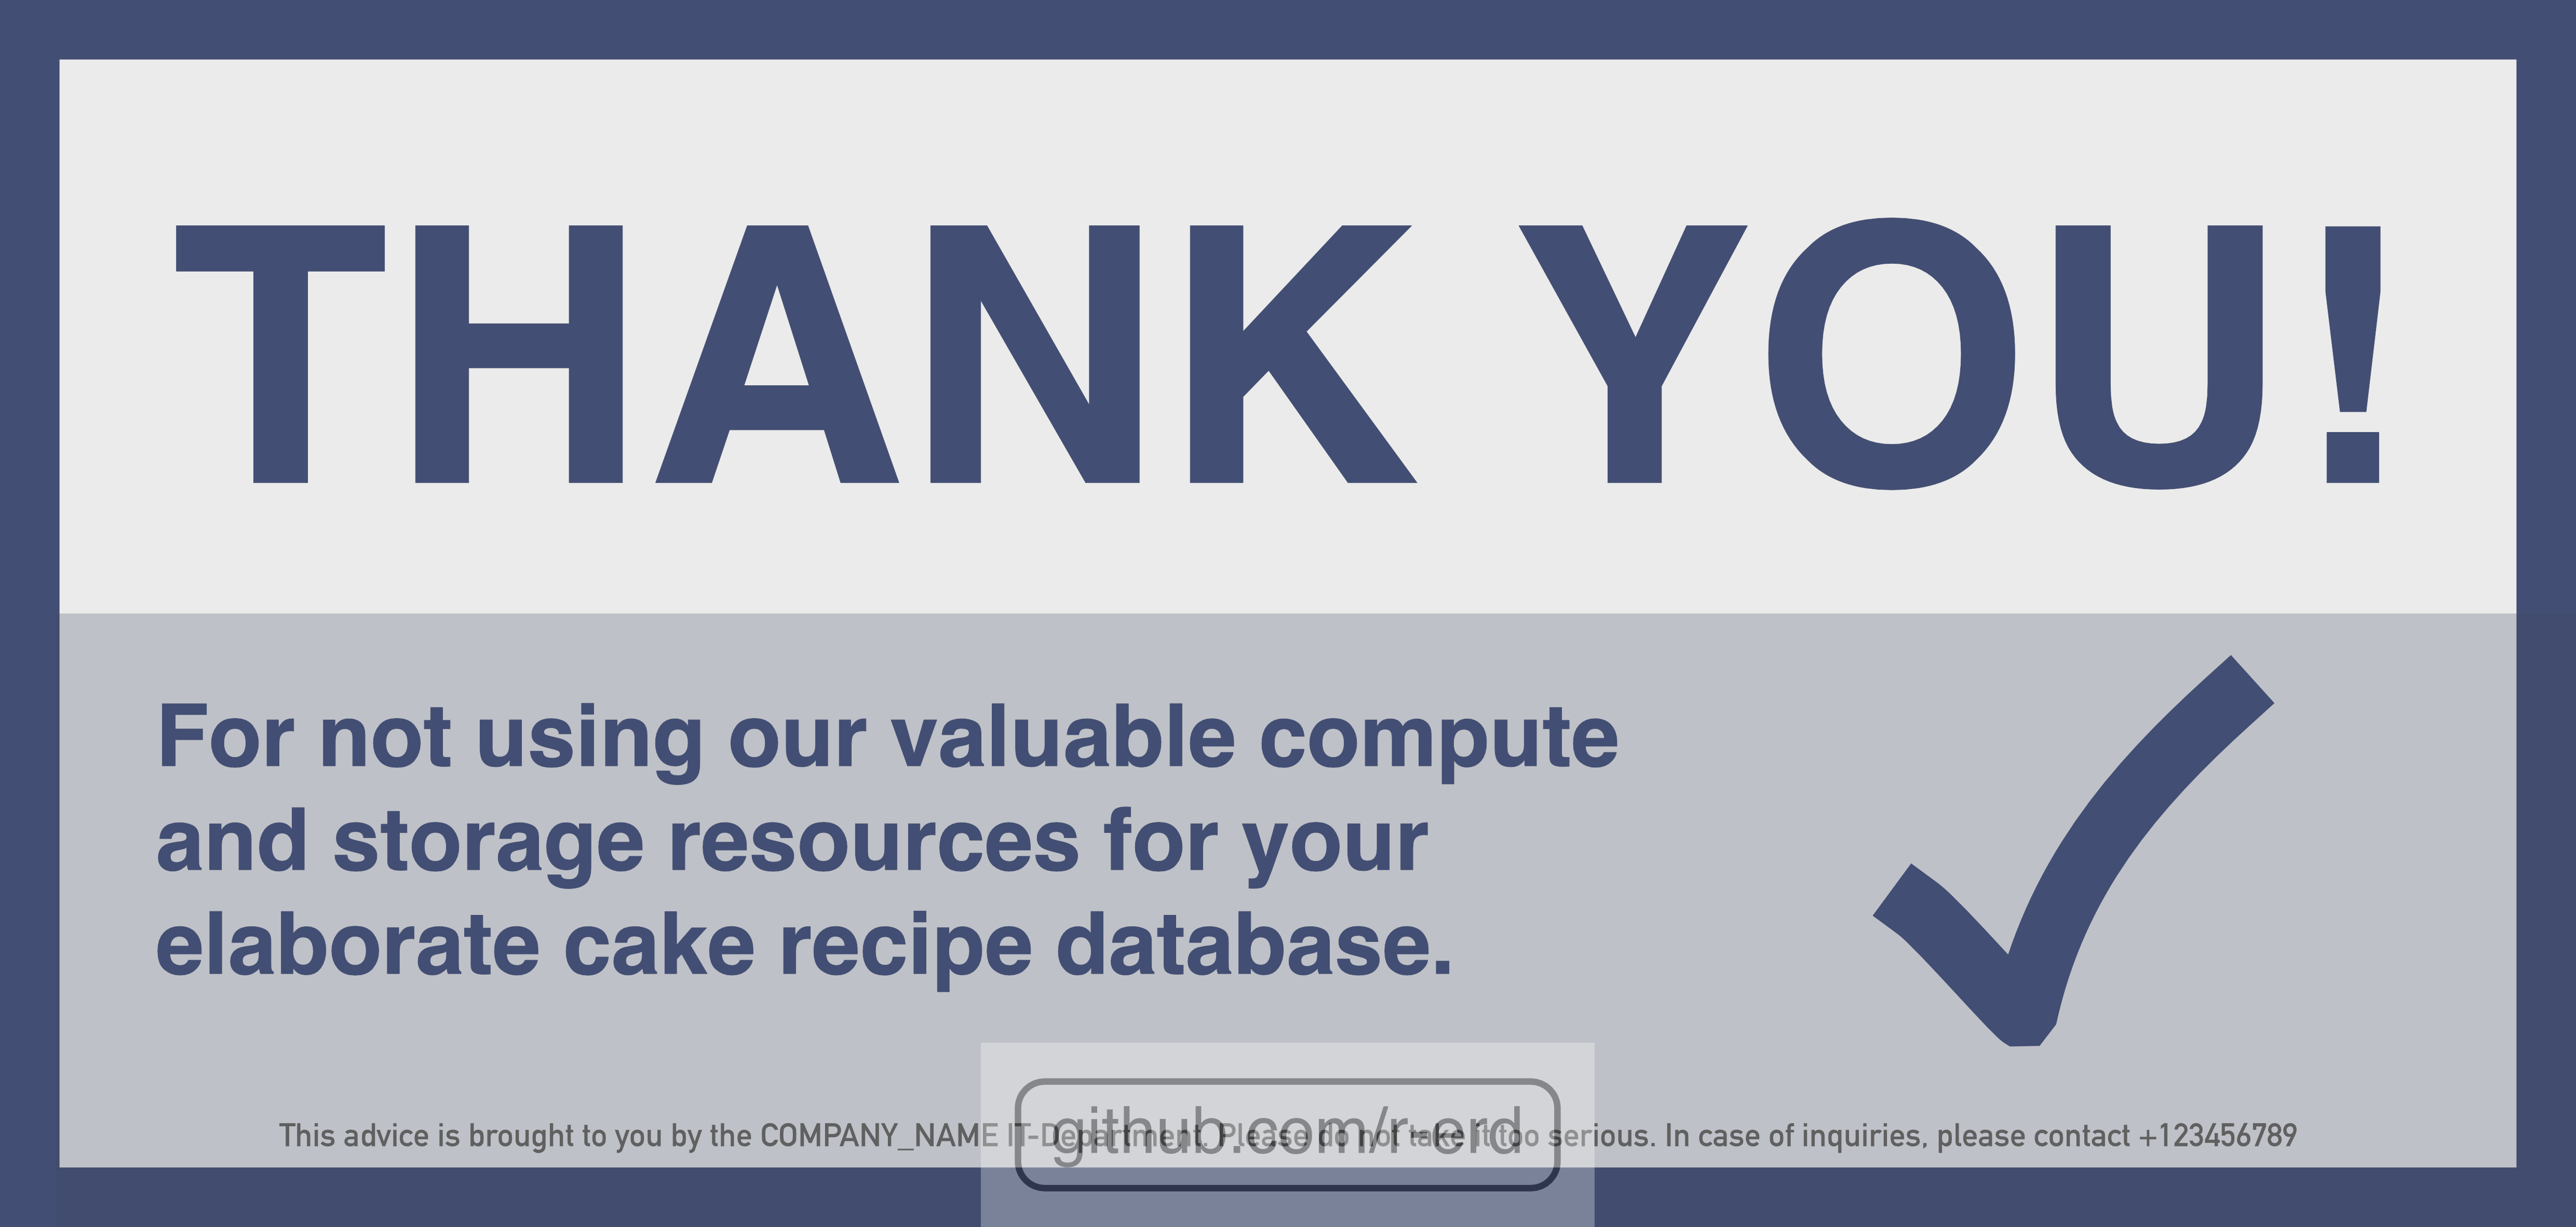 THANK YOU!
For not using our valuable compute
and storage resources for your
elaborate cake recipe database.
This advice is brought to you by the COMPANY_NAME IT-Department. Please do not take it too serious. In case of inquiries, please contact +123456789
github.com/r-erd